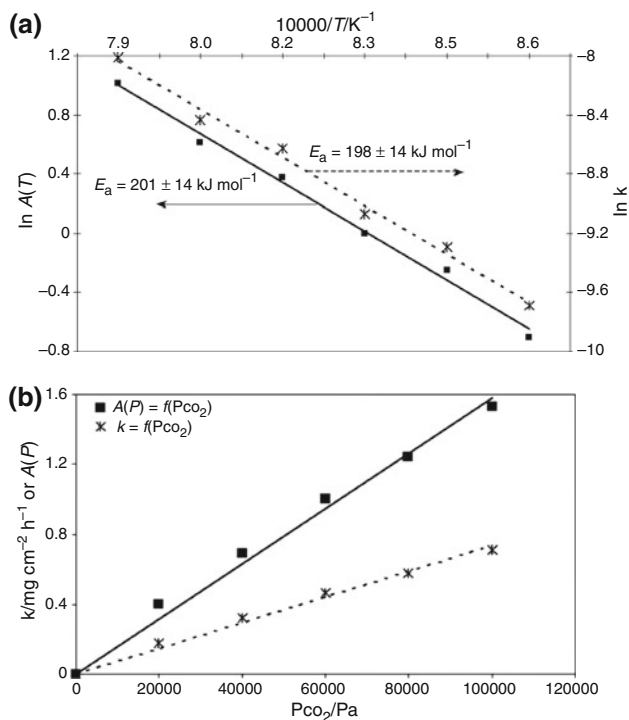 (a)
10000/T/K⁻¹
7.9 8.0 8.2 8.3 8.5 8.6
1.2
0.8
0.4
0
−0.4
−0.8
ln A(T)
Eₐ = 198 ± 14 kJ mol⁻¹
Eₐ = 201 ± 14 kJ mol⁻¹
−8
−8.4
−8.8
−9.2
−9.6
−10
ln k
(b)
1.6
1.2
0.8
0.4
0
k/mg cm⁻² h⁻¹ or A(P)
A(P) = f(Pco₂)
k = f(Pco₂)
0 20000 40000 60000 80000 100000 120000
Pco₂/Pa